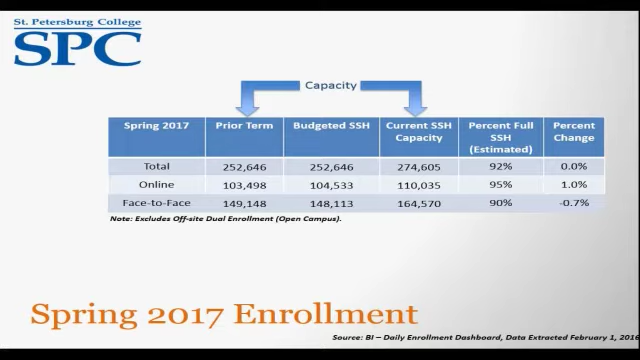 St. Petersburg College
SPC
Capacity
Spring 2017 Prior Term Budgeted SSH Current SSH Capacity Percent Full SSH (Estimated) Percent Change
Total 252,646 252,646 274,605 92% 0.0%
Online 103,498 104,533 110,035 95% 1.0%
Face-to-Face 149,148 148,113 164,570 90% -0.7%
Note: Excludes Off-site Dual Enrollment (Open Campus).
Spring 2017 Enrollment
Source: BI – Daily Enrollment Dashboard, Data Extracted February 1, 2016